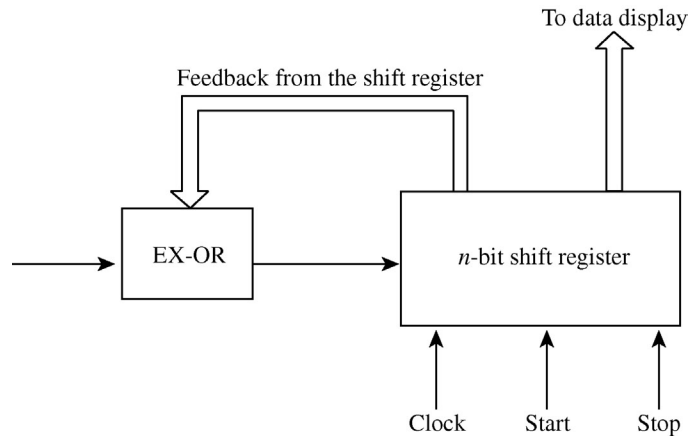 To data display
Feedback from the shift register
EX-OR
n-bit shift register
Clock
Start
Stop